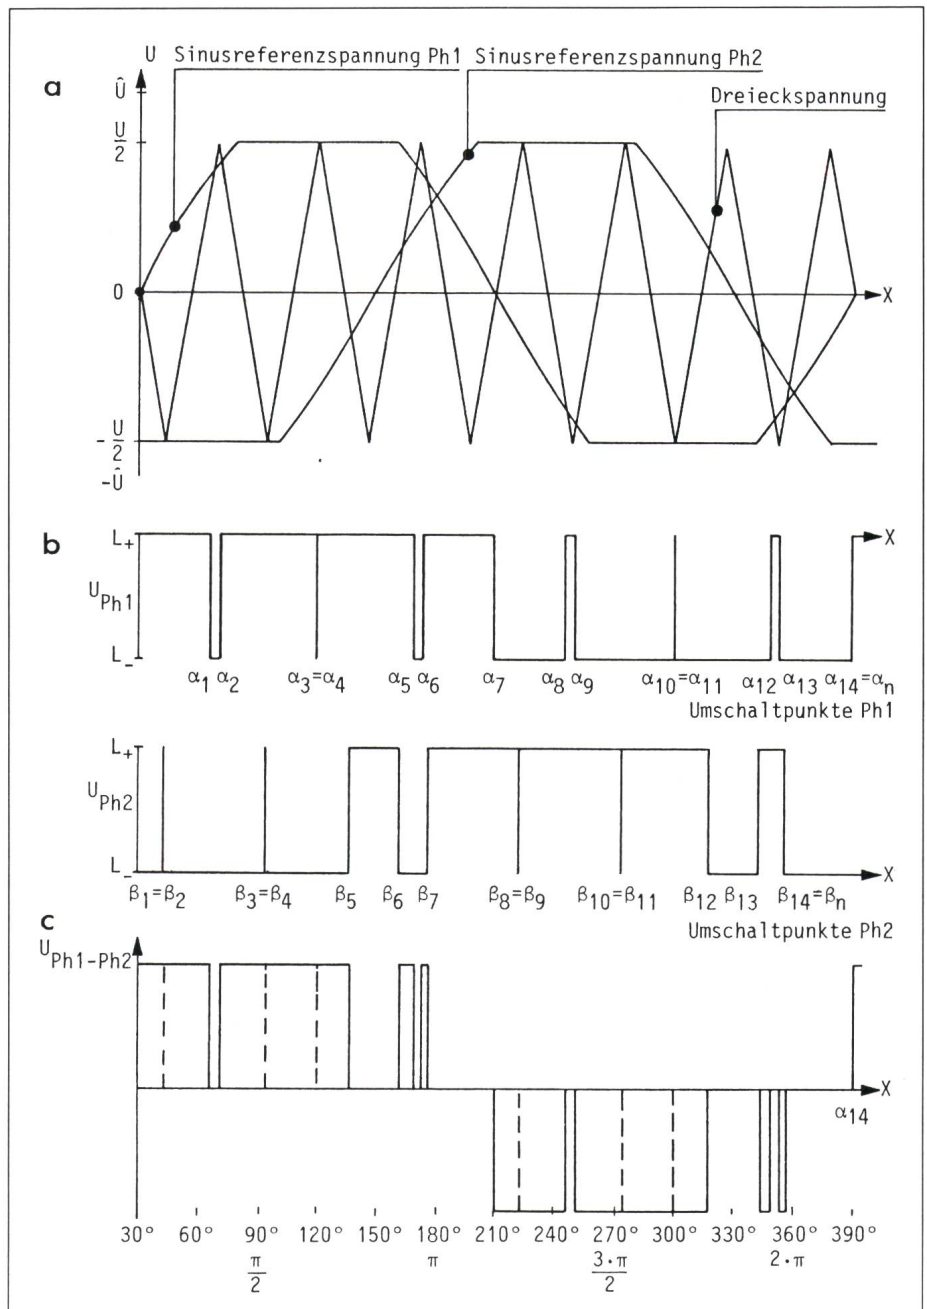 a
U Sinusreferenzspannung Ph1 Sinusreferenzspannung Ph2
Dreieckspannung
Û
U
2
0
X
- U
2
-Û
b
L+
X
UPh1
L-
α1 α2 α3=α4 α5 α6 α7 α8 α9 α10=α11 α12 α13 α14=αn
Umschaltpunkte Ph1
L+
UPh2
L-
X
β1=β2 β3=β4 β5 β6 β7 β8=β9 β10=β11 β12 β13 β14=βn
Umschaltpunkte Ph2
c
UPh1-Ph2
X
α14
30° 60° 90° 120° 150° 180° 210° 240° 270° 300° 330° 360° 390°
π
2
π
3·π
2
2·π